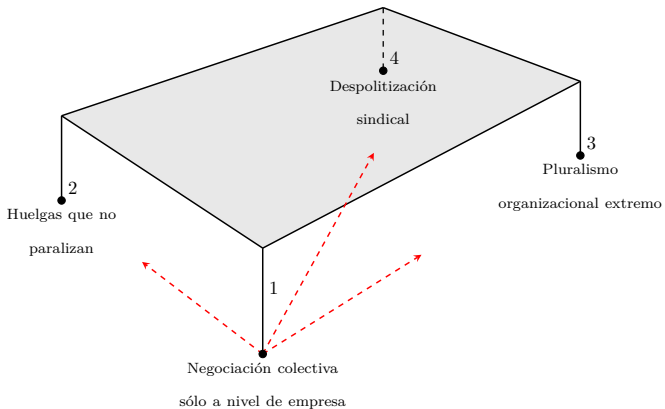 4
Despolitización
sindical
3
Pluralismo
organizacional extremo
2
Huelgas que no
paralizan
1
Negociación colectiva
sólo a nivel de empresa